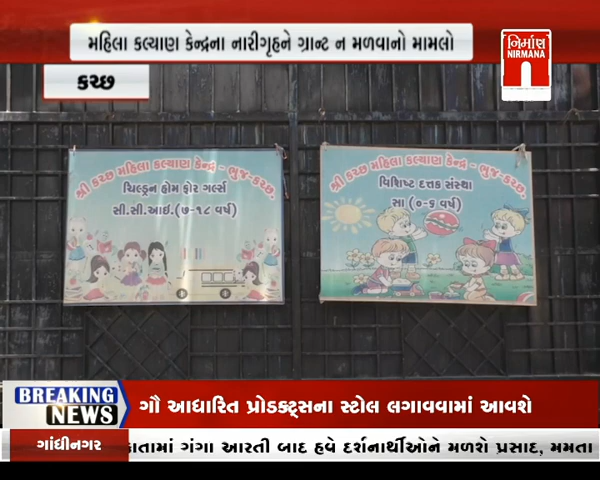 મહિલા કલ્યાણ કેન્દ્રના નારીગૃહને ગ્રાન્ટ ન મળવાનો મામલો
નિર્માણ
NIRMANA
કચ્છ
શ્રી કચ્છ મહિલા કલ્યાણ કેન્દ્ર - ભુજ-કચ્છ.
ચિલ્ડ્રન હોમ ફોર ગર્લ્સ
સી.સી.આઈ.(૭-૧૮ વર્ષ)
શ્રી કચ્છ મહિલા કલ્યાણ કેન્દ્ર - ભુજ-કચ્છ.
વિશિષ્ટ દત્તક સંસ્થા
સા (૦-૬ વર્ષ)
BREAKING
NEWS
ગૌ આધારિત પ્રોડક્ટ્સના સ્ટોલ લગાવવામાં આવશે
ગાંધીનગર
કાતામાં ગંગા આરતી બાદ હવે દર્શનાર્થીઓને મળશે પ્રસાદ, મમતા